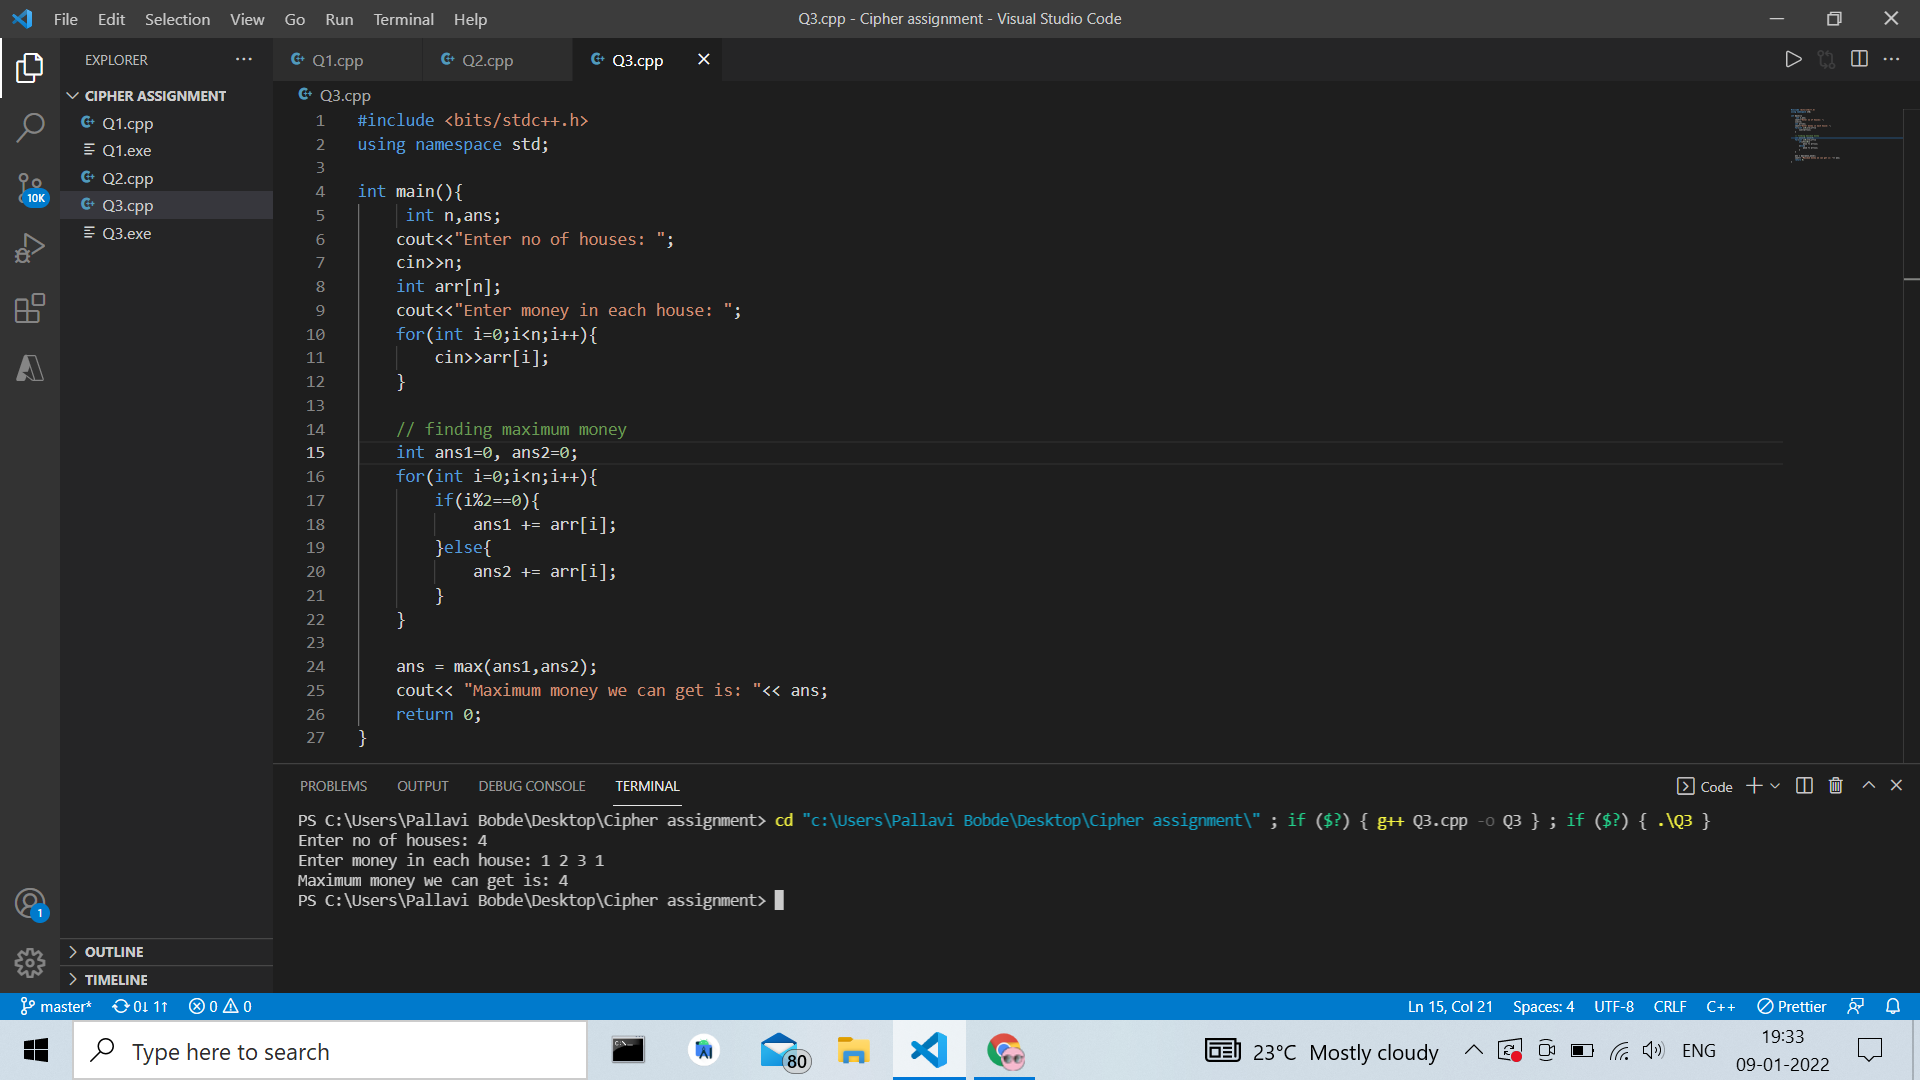 File Edit Selection View Go Run Terminal Help
Q3.cpp - Cipher assignment - Visual Studio Code
EXPLORER
Q1.cpp
Q2.cpp
Q3.cpp
CIPHER ASSIGNMENT
Q1.cpp
Q1.exe
Q2.cpp
Q3.cpp
Q3.exe
10K
1
OUTLINE
TIMELINE
Q3.cpp
1 #include <bits/stdc++.h>
2 using namespace std;
3
4 int main(){
5 int n,ans;
6 cout<<"Enter no of houses: ";
7 cin>>n;
8 int arr[n];
9 cout<<"Enter money in each house: ";
10 for(int i=0;i<n;i++){
11 cin>>arr[i];
12 }
13
14 // finding maximum money
15 int ans1=0, ans2=0;
16 for(int i=0;i<n;i++){
17 if(i%2==0){
18 ans1 += arr[i];
19 }else{
20 ans2 += arr[i];
21 }
22 }
23
24 ans = max(ans1,ans2);
25 cout<< "Maximum money we can get is: "<< ans;
26 return 0;
27 }
PROBLEMS OUTPUT DEBUG CONSOLE TERMINAL
Code
PS C:\Users\Pallavi Bobde\Desktop\Cipher assignment> cd "c:\Users\Pallavi Bobde\Desktop\Cipher assignment\" ; if ($?) { g++ Q3.cpp -o Q3 } ; if ($?) { .\Q3 }
Enter no of houses: 4
Enter money in each house: 1 2 3 1
Maximum money we can get is: 4
PS C:\Users\Pallavi Bobde\Desktop\Cipher assignment>
master* 0↓ 1↑ 0 0
Ln 15, Col 21 Spaces: 4 UTF-8 CRLF C++ Prettier
Type here to search
80
23°C Mostly cloudy
ENG
19:33
09-01-2022